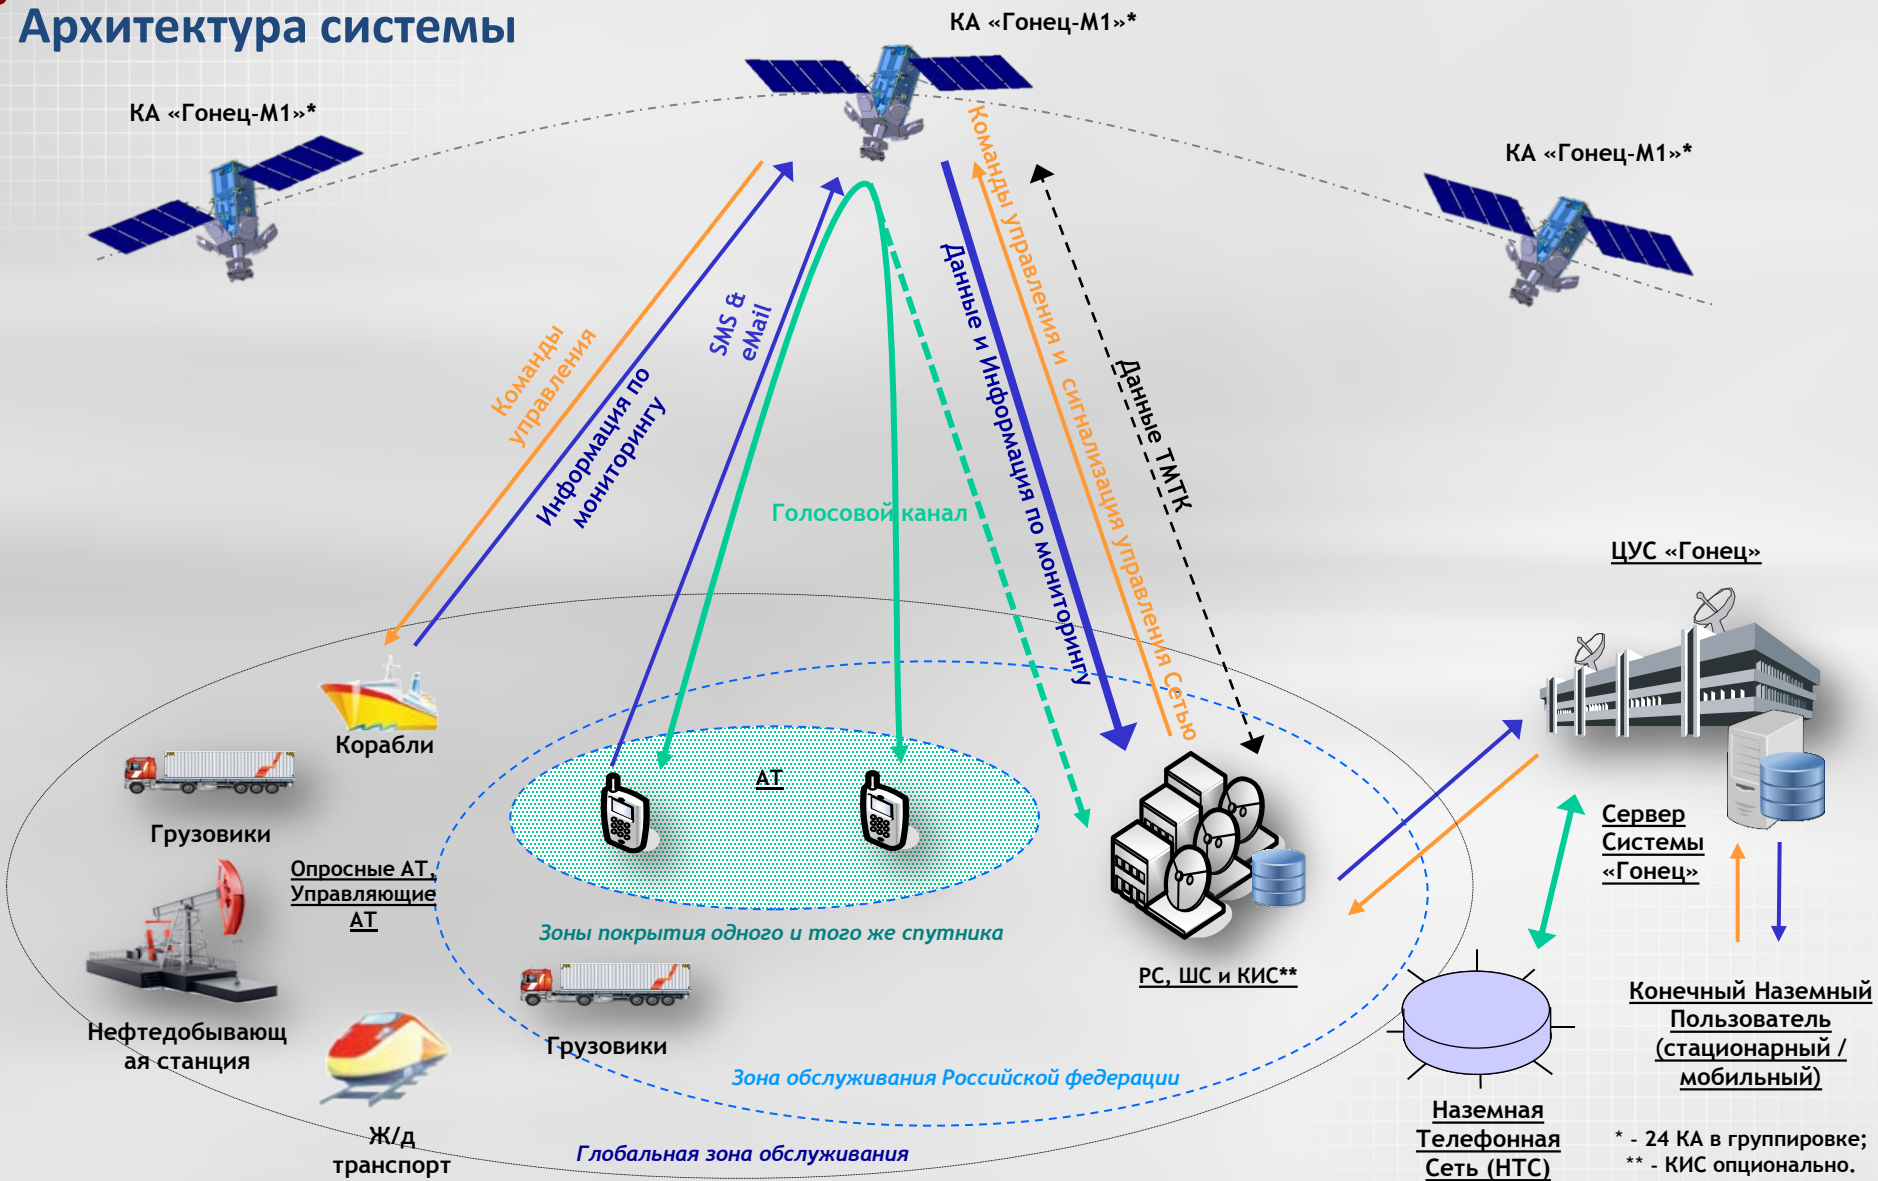 Архитектура системы
КА «Гонец-М1»*
КА «Гонец-М1»*
КА «Гонец-М1»*
Команды
управления
Информация по
мониторингу
SMS &
eMail
Голосовой канал
Данные и Информация по мониторингу
Команды управления и сигнализация управления Сетью
Данные ТМТК
ЦУС «Гонец»
Корабли
Грузовики
АТ
Опросные АТ,
Управляющие
АТ
Сервер
Системы
«Гонец»
Зоны покрытия одного и того же спутника
РС, ШС и КИС**
Нефтедобывающ
ая станция
Грузовики
Конечный Наземный
Пользователь
(стационарный /
мобильный)
Зона обслуживания Российской федерации
Ж/д
транспорт
Глобальная зона обслуживания
Наземная
Телефонная
Сеть (НТС)
* - 24 КА в группировке;
** - КИС опционально.